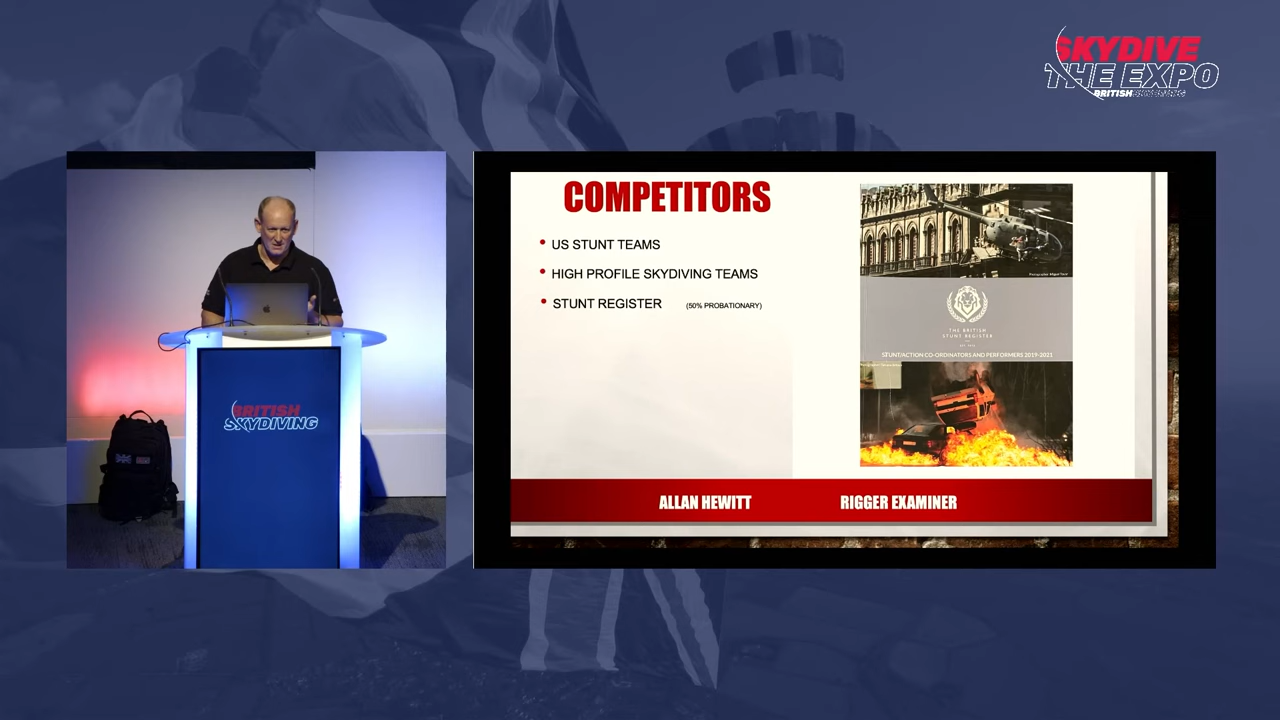 SKYDIVE
THE EXPO
BRITISH SKYDIVING
COMPETITORS
• US STUNT TEAMS
• HIGH PROFILE SKYDIVING TEAMS
• STUNT REGISTER (50% PROBATIONARY)
THE BRITISH
STUNT REGISTER
STUNT/ACTION CO-ORDINATORS AND PERFORMERS 2019-2021
ALLAN HEWITT RIGGER EXAMINER
BRITISH
SKYDIVING